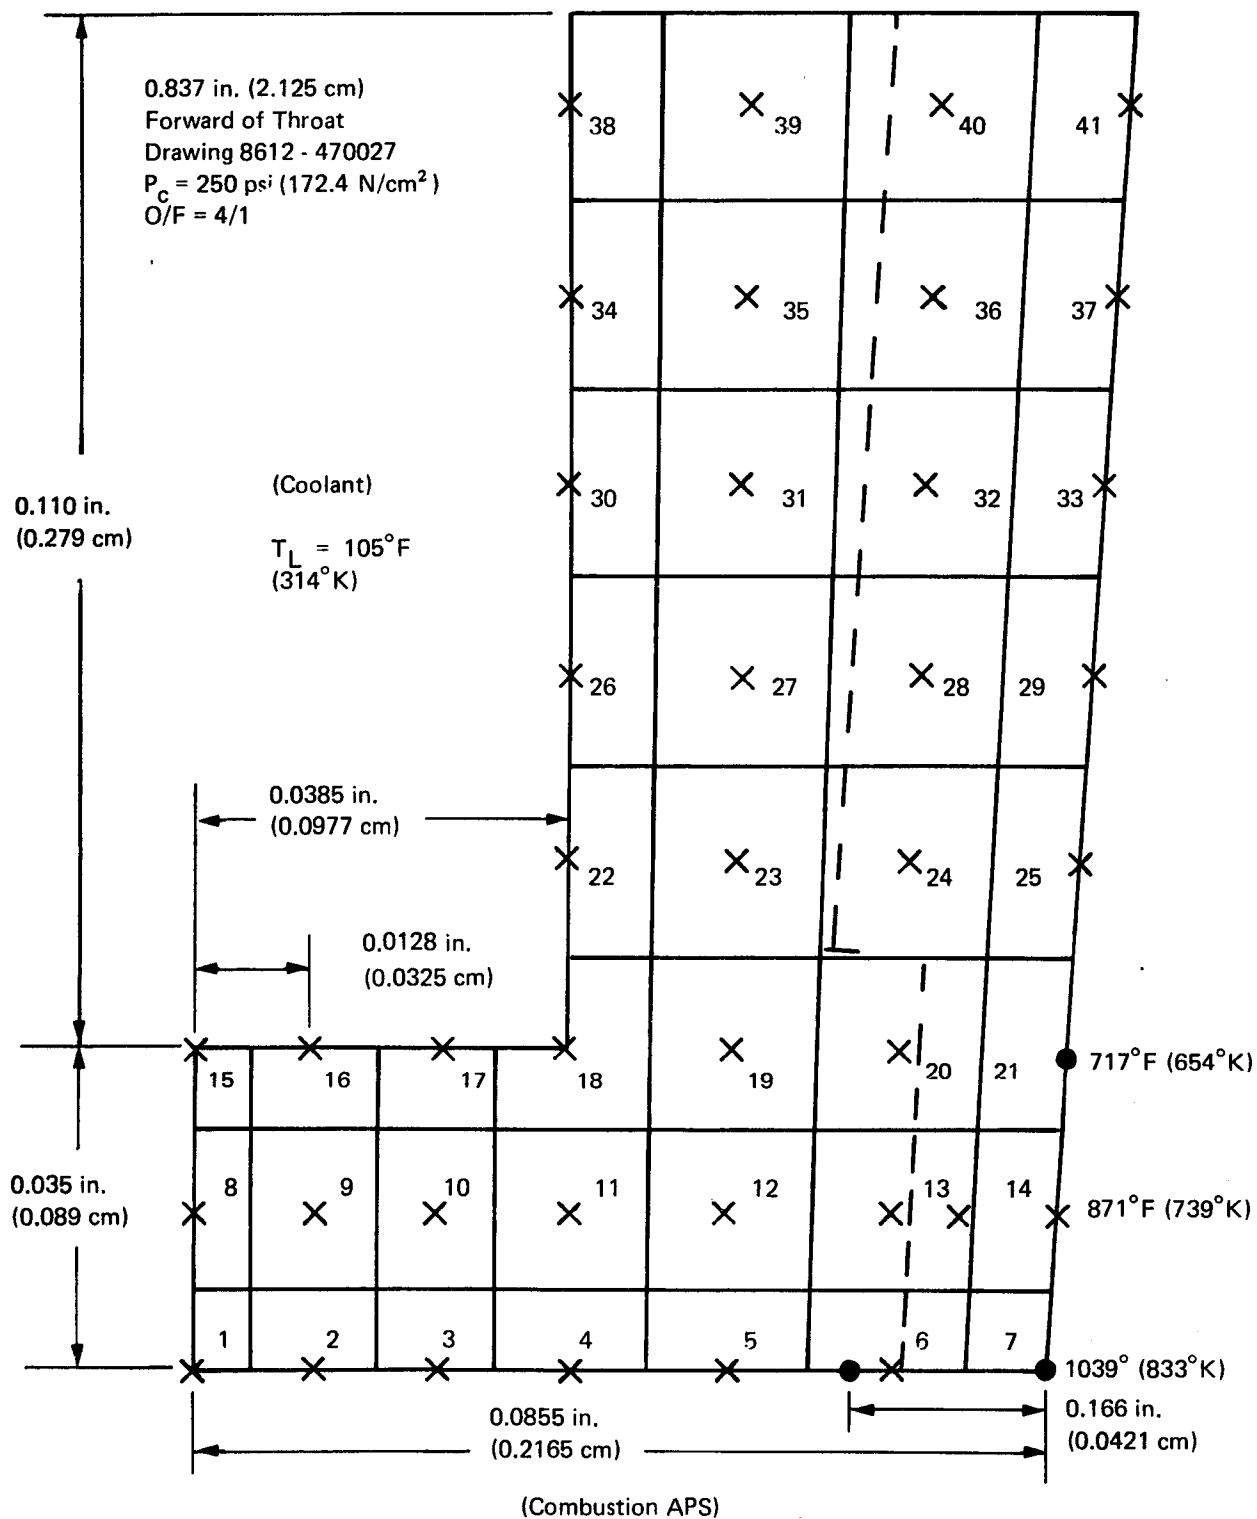 0.837 in. (2.125 cm)
Forward of Throat
Drawing 8612 - 470027
Pc = 250 psi (172.4 N/cm²)
O/F = 4/1
38
39
40
41
34
35
36
37
0.110 in.
(0.279 cm)
(Coolant)
TL = 105°F
(314°K)
30
31
32
33
26
27
28
29
0.0385 in.
(0.0977 cm)
22
23
24
25
0.0128 in.
(0.0325 cm)
15
16
17
18
19
20
21
717°F (654°K)
0.035 in.
(0.089 cm)
8
9
10
11
12
13
14
871°F (739°K)
1
2
3
4
5
6
7
1039° (833°K)
0.0855 in.
(0.2165 cm)
0.166 in.
(0.0421 cm)
(Combustion APS)